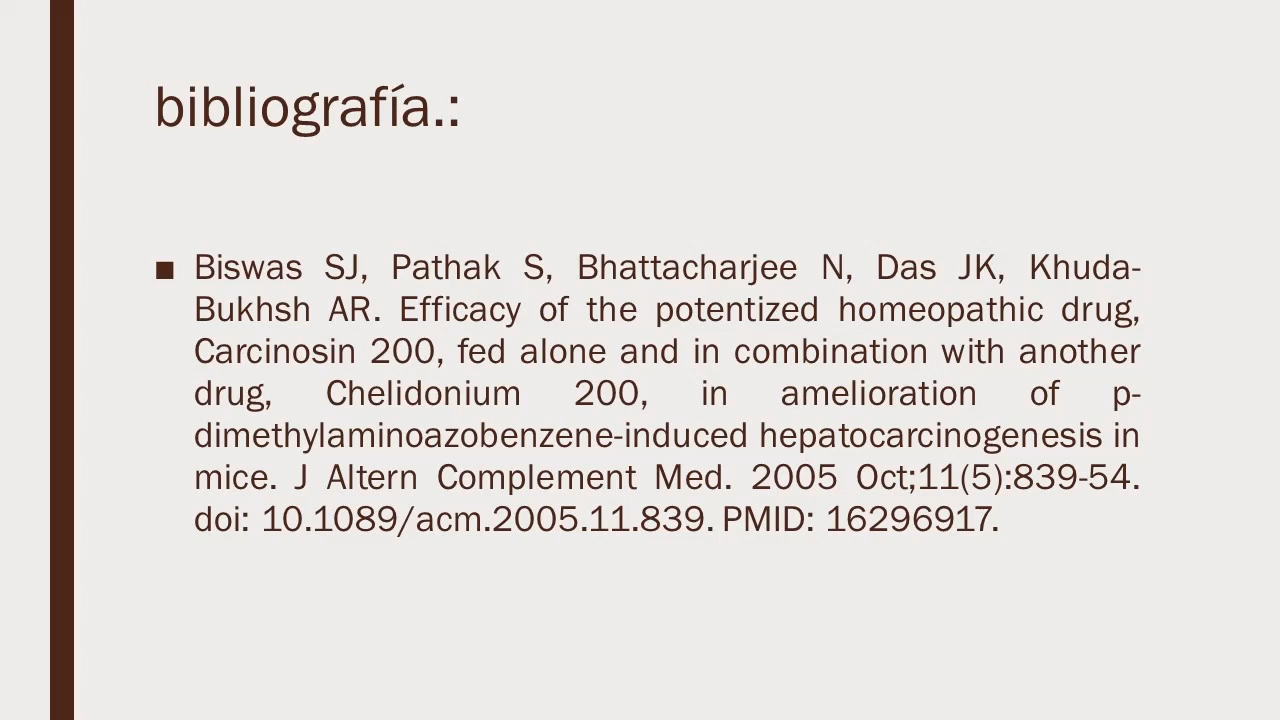 bibliografía.:
■ Biswas SJ, Pathak S, Bhattacharjee N, Das JK, Khuda-
Bukhsh AR. Efficacy of the potentized homeopathic drug,
Carcinosin 200, fed alone and in combination with another
drug, Chelidonium 200, in amelioration of p-
dimethylaminoazobenzene-induced hepatocarcinogenesis in
mice. J Altern Complement Med. 2005 Oct;11(5):839-54.
doi: 10.1089/acm.2005.11.839. PMID: 16296917.